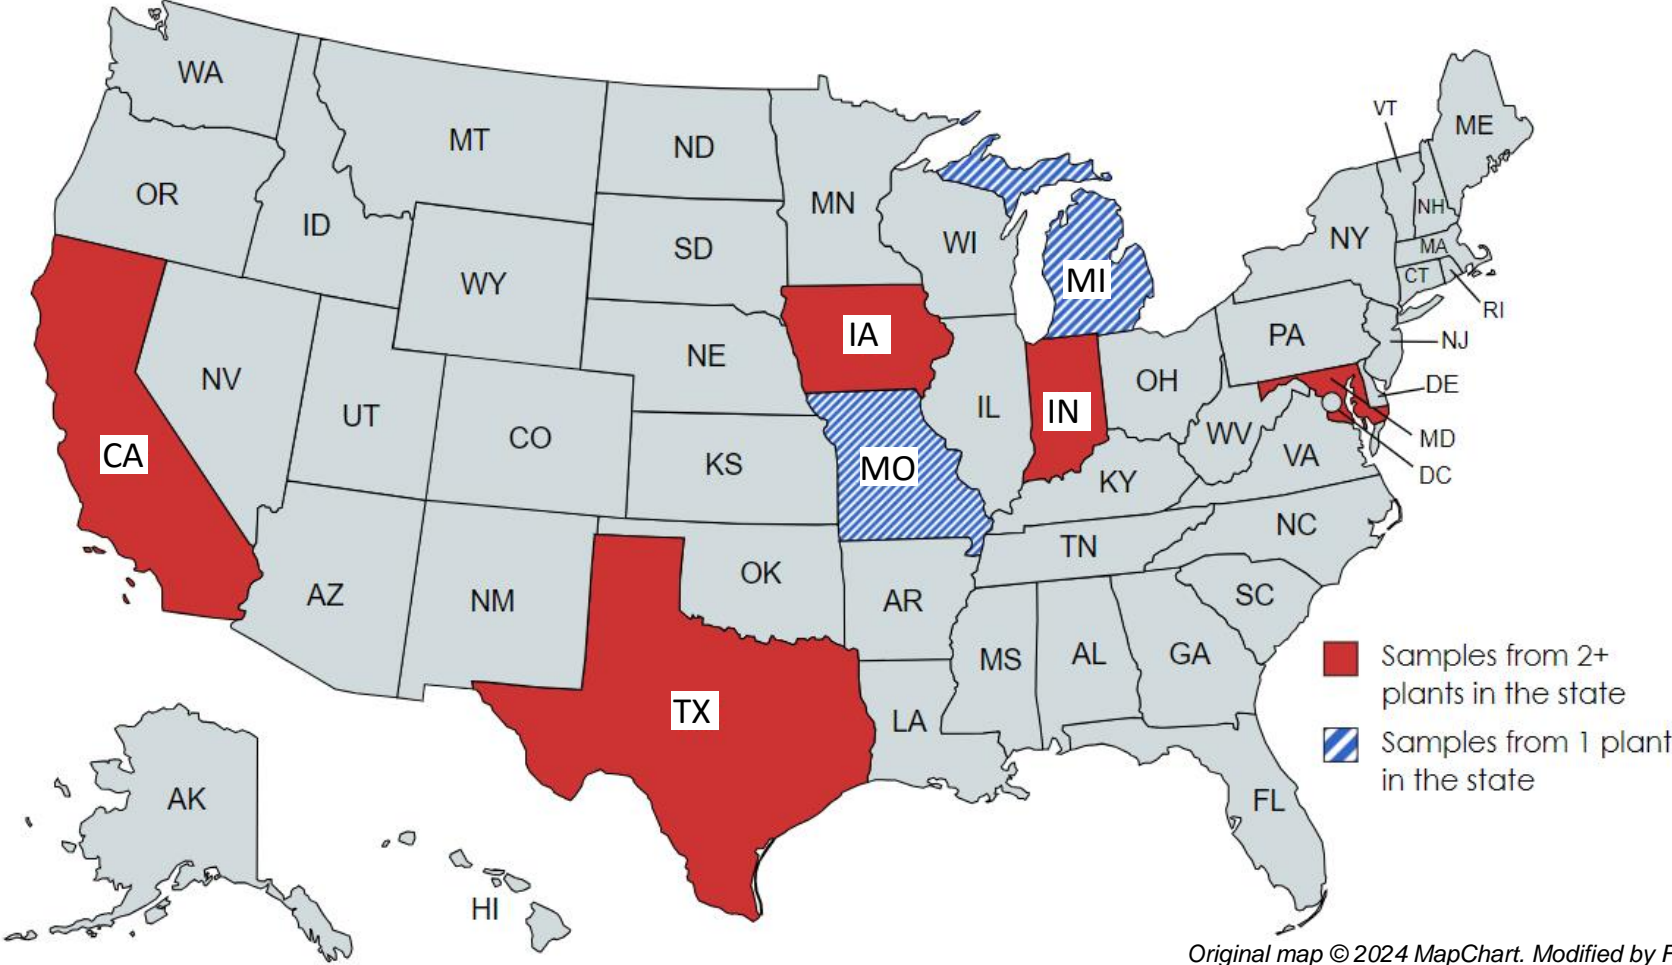 WA
MT
ND
MN
OR
ID
SD
WI
WY
MI
VT
ME
NH
NY
MA
CT
RI
IA
NE
PA
NJ
NV
UT
CO
IL
IN
OH
DE
MD
DC
CA
KS
MO
WV
VA
KY
NC
TN
AZ
NM
OK
AR
SC
MS
AL
GA
TX
LA
FL
AK
HI
Samples from 2+
plants in the state
Samples from 1 plant
in the state
Original map © 2024 MapChart. Modified by